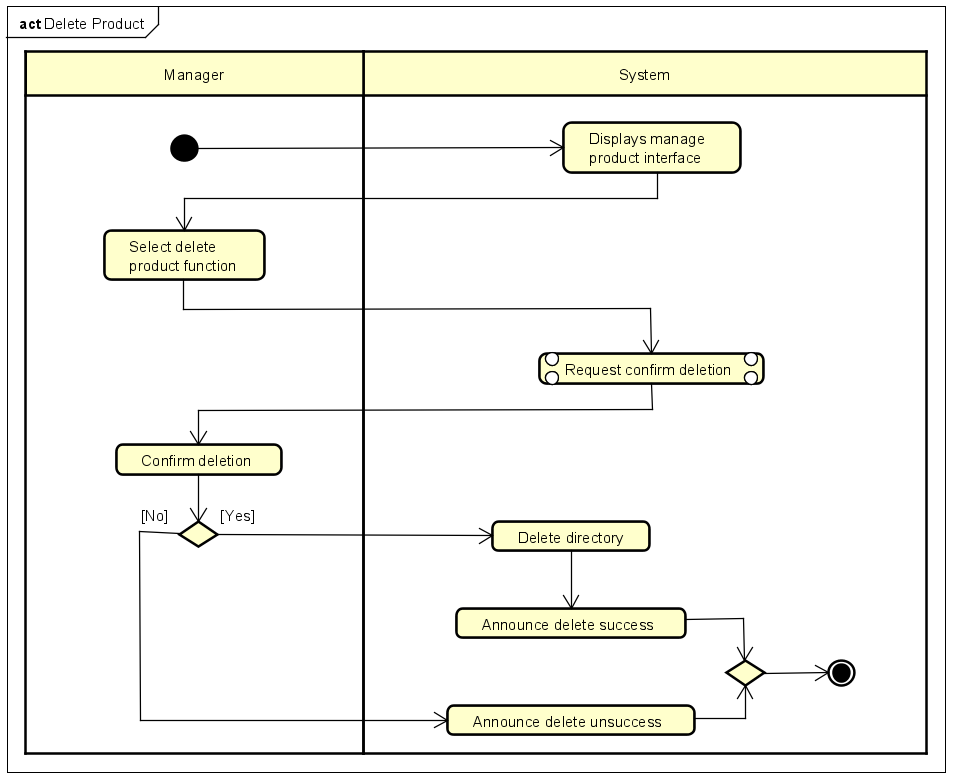 act Delete Product
Manager
System
Displays manage
product interface
Select delete
product function
Request confirm deletion
Confirm deletion
[No]
[Yes]
Delete directory
Announce delete success
Announce delete unsuccess